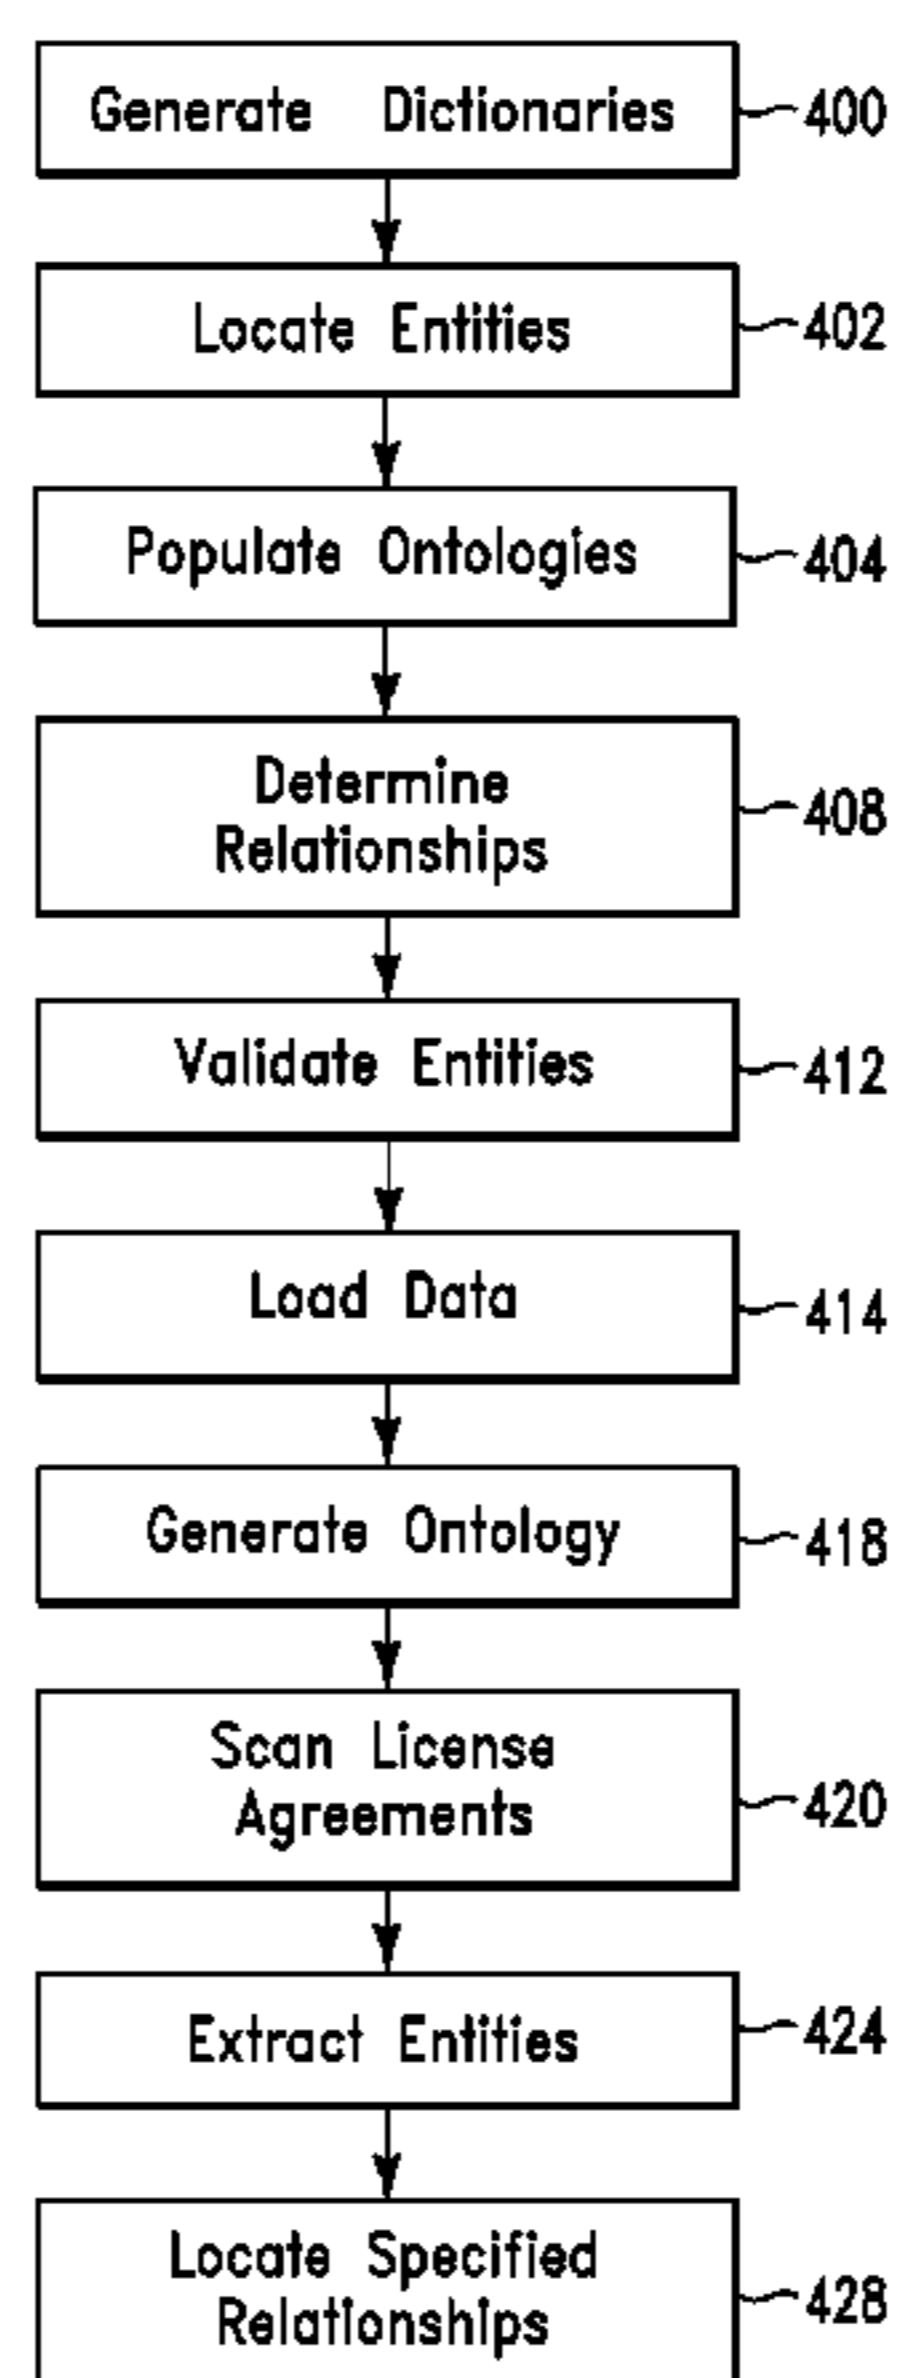 Generate Dictionaries 400
Locate Entities 402
Populate Ontologies 404
Determine
Relationships 408
Validate Entities 412
Load Data 414
Generate Ontology 418
Scan License
Agreements 420
Extract Entities 424
Locate Specified
Relationships 428